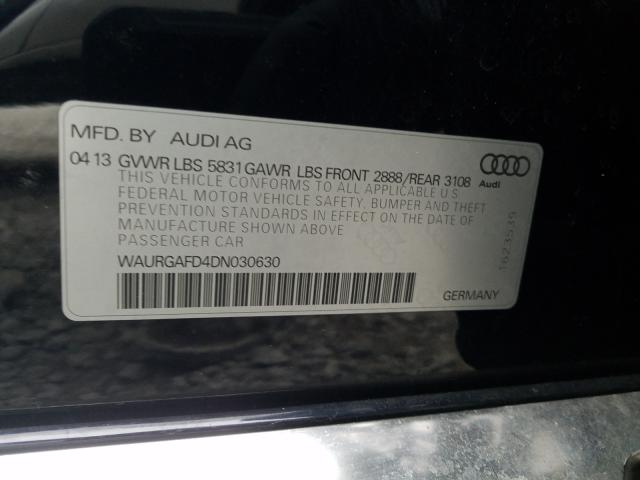 MFD. BY AUDI AG
04 13 GVWR LBS 5831 GAWR LBS FRONT 2888/REAR 3108
THIS VEHICLE CONFORMS TO ALL APPLICABLE U S
FEDERAL MOTOR VEHICLE SAFETY, BUMPER AND THEFT
PREVENTION STANDARDS IN EFFECT ON THE DATE OF
MANUFACTURE SHOWN ABOVE
PASSENGER CAR
WAURGAFD4DN030630
Audi
1623535
GERMANY